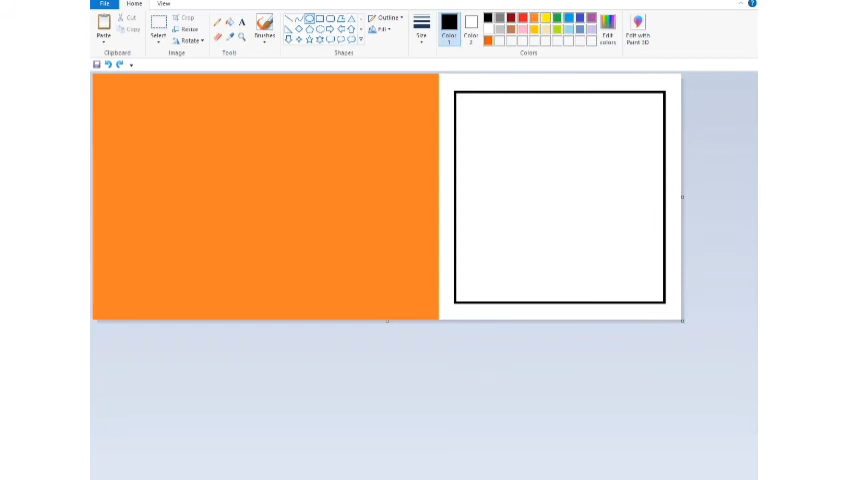 File Home View
Paste Cut Copy Clipboard
Select Crop Resize Rotate Image
A Tools
Brushes
Shapes Outline Fill
Size
Color 1 Color 2 Edit colors Colors
Edit with Paint 3D